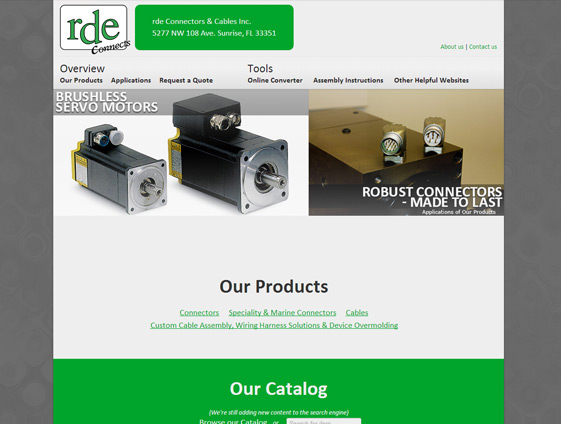 rde
Connects
rde Connectors & Cables Inc.
5277 NW 108 Ave. Sunrise, FL 33351
About us | Contact us
Overview
Our Products Applications Request a Quote
Tools
Online Converter Assembly Instructions Other Helpful Websites
BRUSHLESS
SERVO MOTORS
ROBUST CONNECTORS
- MADE TO LAST
Applications of Our Products
Our Products
Connectors Speciality & Marine Connectors Cables
Custom Cable Assembly, Wiring Harness Solutions & Device Overmolding
Our Catalog
(We're still adding new content to the search engine)
Browse our Catalog or Search for item